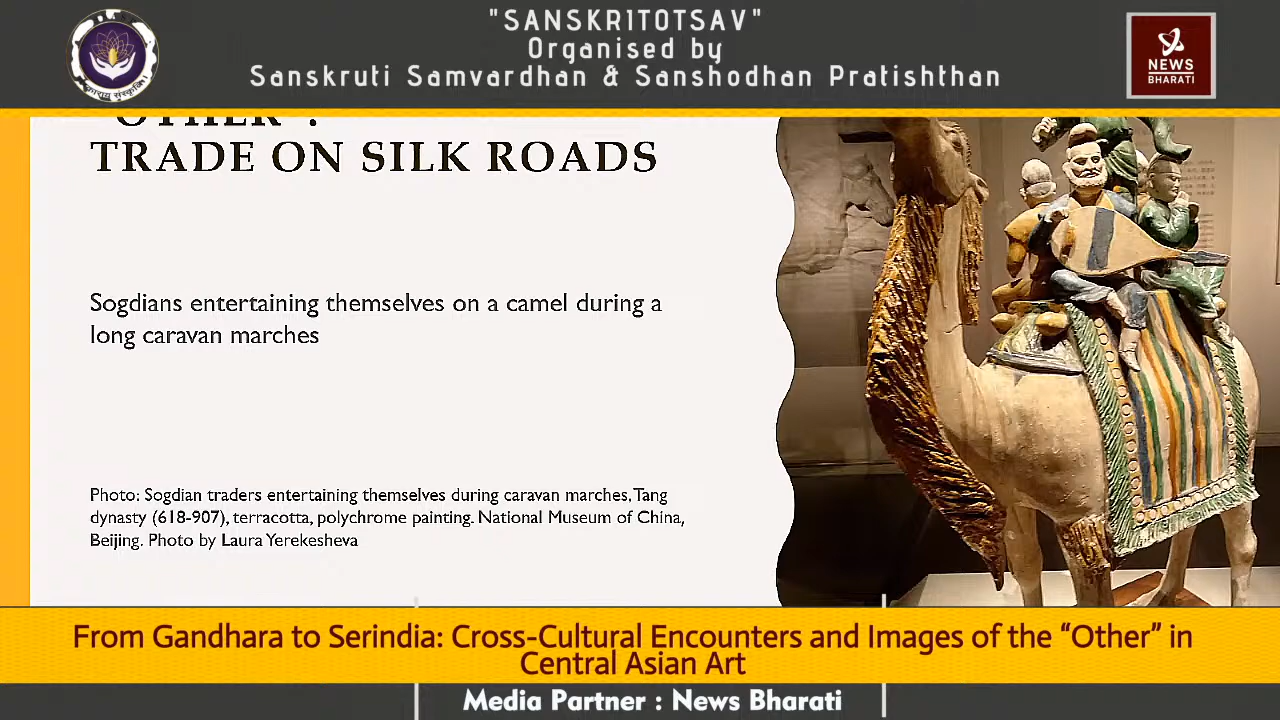 "SANSKRITOTSAV"
Organised by
Sanskruti Samvardhan & Sanshodhan Pratishthan
NEWS
BHARATI
"OTHER":
TRADE ON SILK ROADS
Sogdians entertaining themselves on a camel during a
long caravan marches
Photo: Sogdian traders entertaining themselves during caravan marches, Tang
dynasty (618-907), terracotta, polychrome painting. National Museum of China,
Beijing. Photo by Laura Yerekesheva
From Gandhara to Serindia: Cross-Cultural Encounters and Images of the “Other” in
Central Asian Art
Media Partner : News Bharati